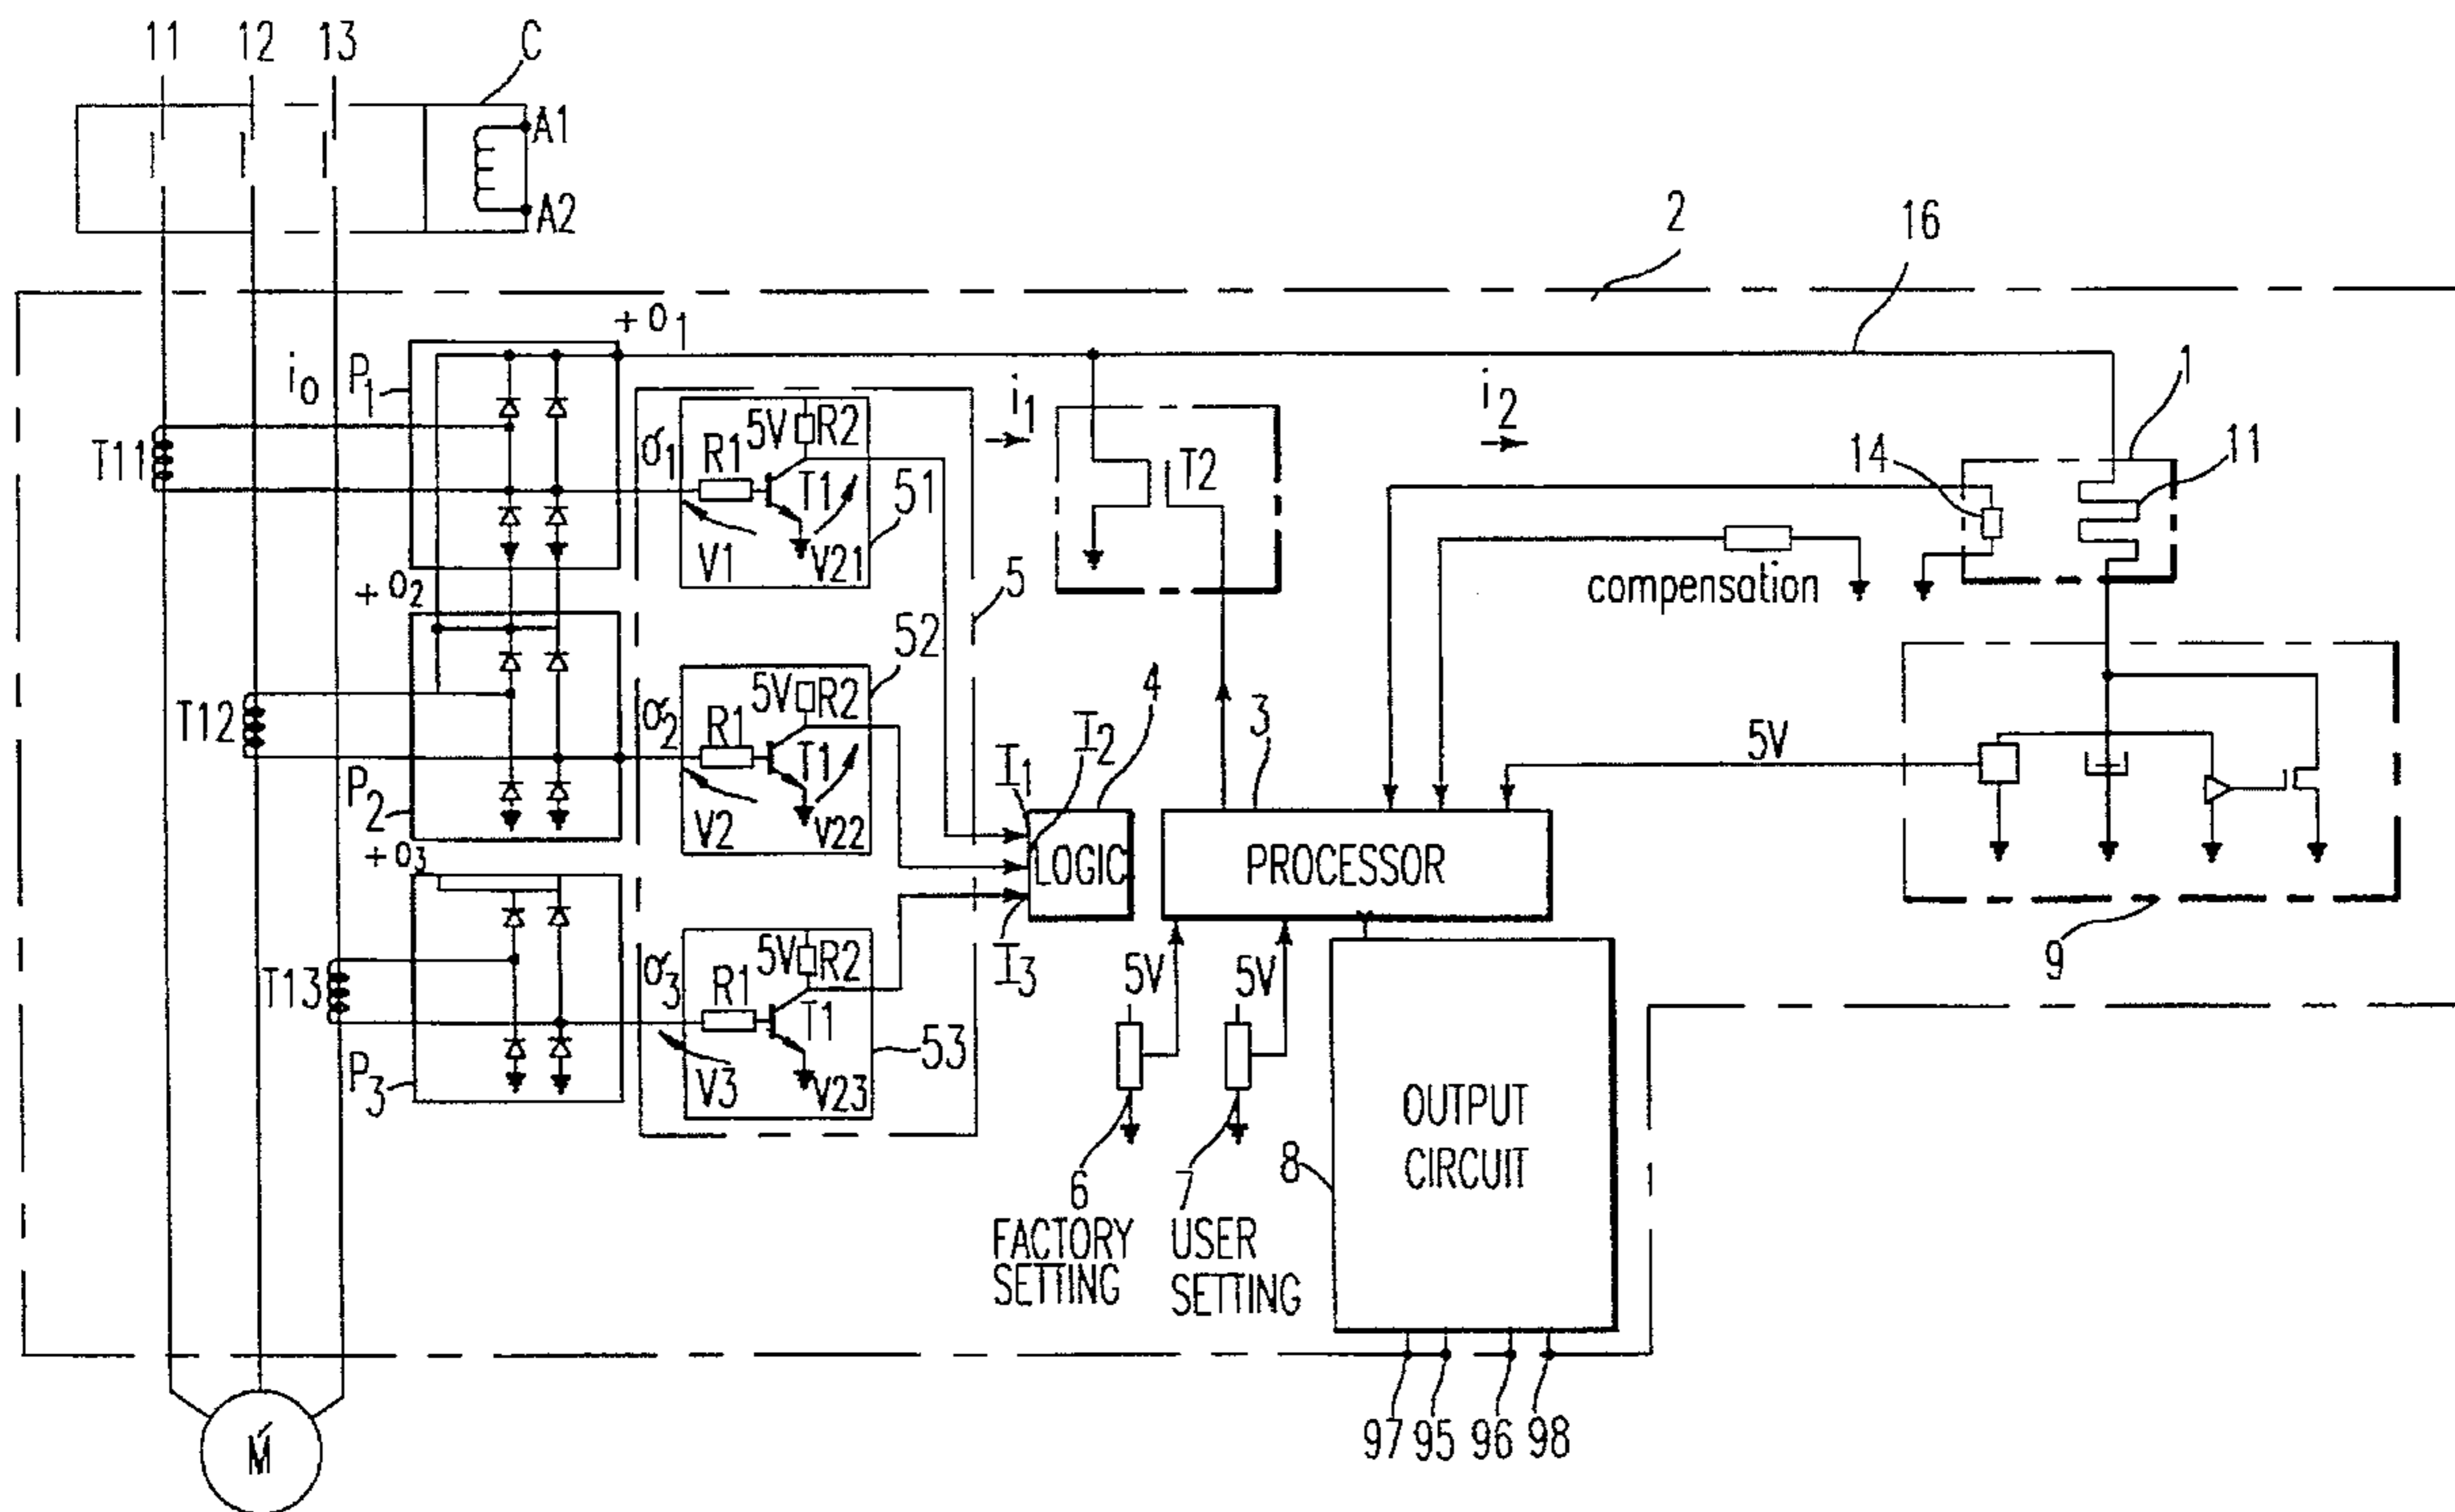 11 12 13 C
A1
A2
2
16
+ o1
i0 P1
T11
σ1
R1
5V
R2
T1
V1
V21
51
i1
T2
i2
1
14
11
compensation
+ o2
5
52
4
T12
σ2
R1
5V
R2
T1
V2
V22
P2
I1
I2
3
5V
LOGIC
PROCESSOR
+ o3
T13
σ3
R1
5V
R2
T1
I3
5V
5V
9
P3
V3
V23
53
OUTPUT
CIRCUIT
8
6
FACTORY
SETTING
7
USER
SETTING
97 95 96 98
M